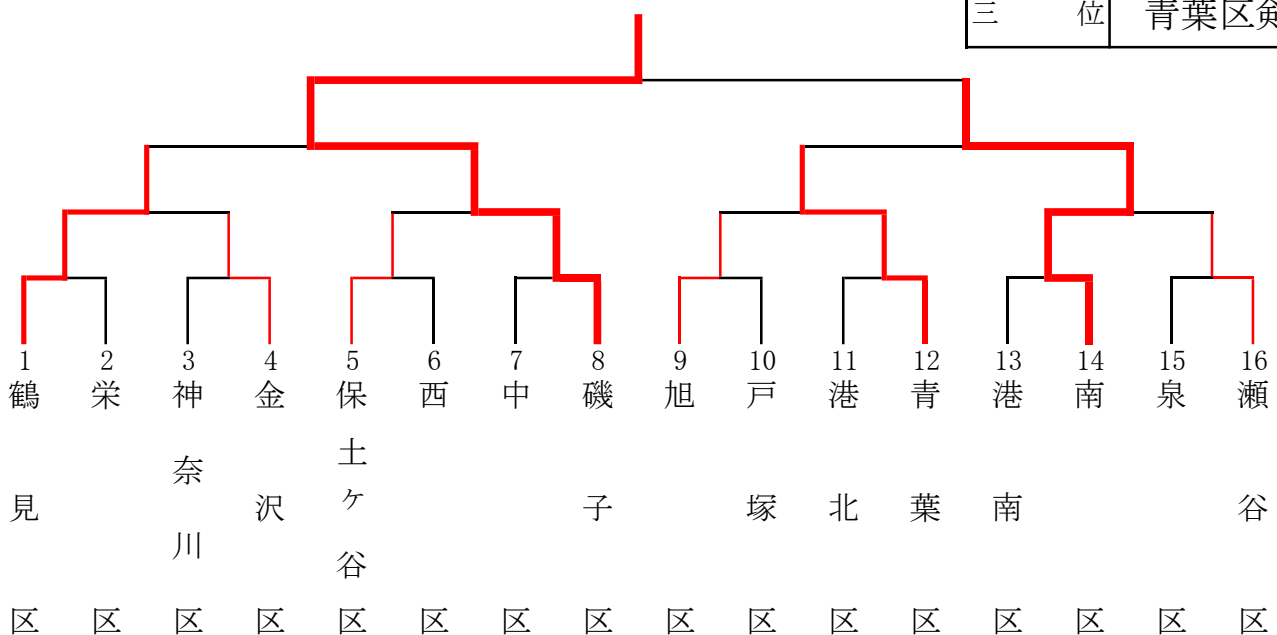 三　位　青葉区剣
1 2 3 4 5 6 7 8 9 10 11 12 13 14 15 16
鶴見区
栄区
神奈川区
金沢区
保土ケ谷区
西区
中区
磯子区
旭区
戸塚区
港北区
青葉区
港南区
南区
泉区
瀬谷区